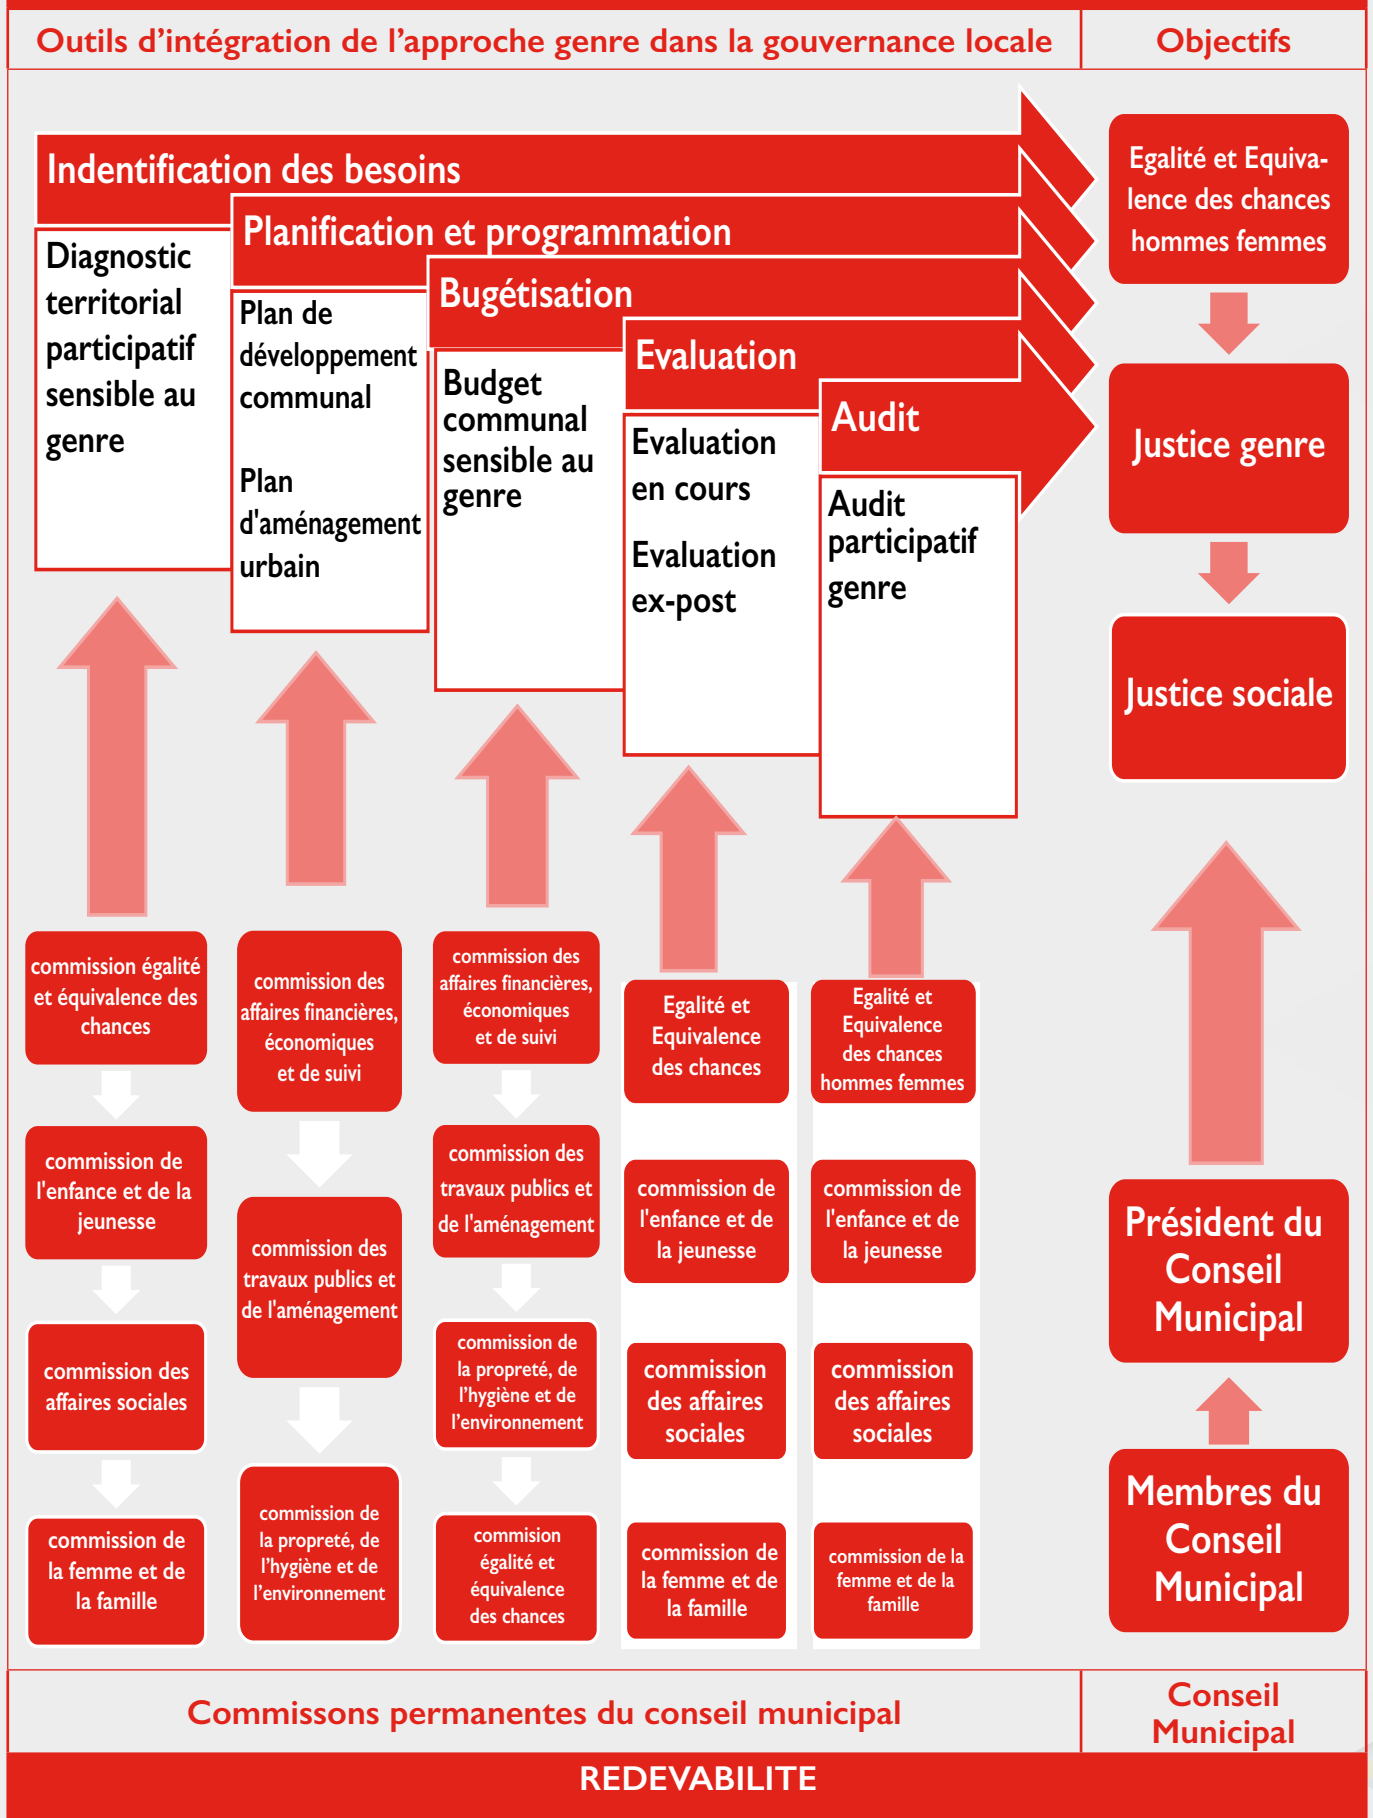 Outils d’intégration de l’approche genre dans la gouvernance locale
Objectifs
Indentification des besoins
Diagnostic
territorial
participatif
sensible au
genre
Planification et programmation
Plan de
développement
communal
Plan
d'aménagement
urbain
Bugétisation
Budget
communal
sensible au
genre
Evaluation
Evaluation
en cours
Evaluation
ex-post
Audit
Audit
participatif
genre
Egalité et Equiva-
lence des chances
hommes femmes
Justice genre
Justice sociale
commission égalité
et équivalence des
chances
commission de
l'enfance et de la
jeunesse
commission des
affaires sociales
commission de
la femme et de
la famille
commission des
affaires financières,
économiques
et de suivi
commission des
travaux publics et
de l'aménagement
commission de
la propreté, de
l’hygiène et de
l’environnement
commission des
affaires financières,
économiques
et de suivi
commission des
travaux publics et
de l'aménagement
commission de
la propreté, de
l’hygiène et de
l’environnement
commision
égalité et
équivalence
des chances
Egalité et
Equivalence
des chances
commission de
l'enfance et de
la jeunesse
commission
des affaires
sociales
commission de
la femme et de
la famille
Egalité et
Equivalence
des chances
hommes femmes
commission de
l'enfance et de
la jeunesse
commission
des affaires
sociales
commission de la
femme et de la
famille
Président du
Conseil
Municipal
Membres du
Conseil
Municipal
Commissons permanentes du conseil municipal
Conseil
Municipal
REDEVABILITE